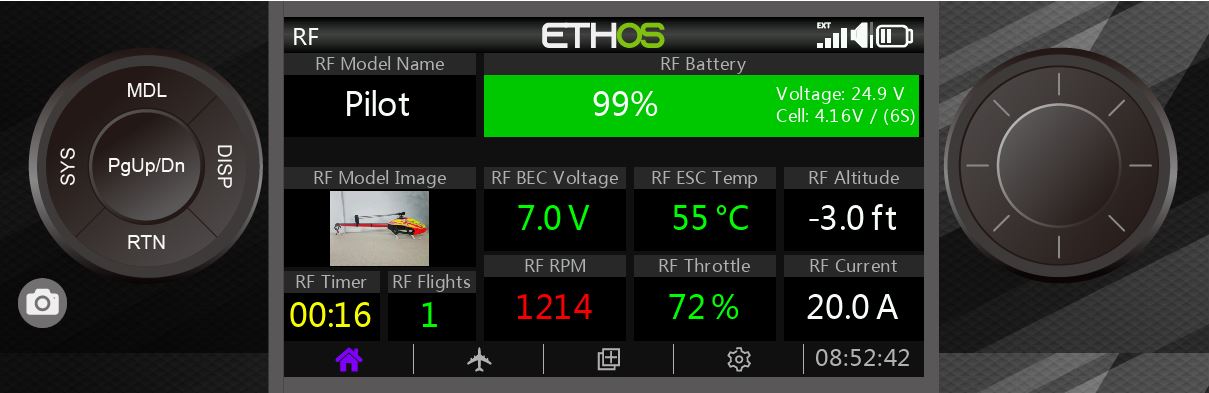 RF
ETHOS
EXT
RF Model Name
RF Battery
Pilot
99%
Voltage: 24.9 V
Cell: 4.16V / (6S)
MDL
SYS
PgUp/Dn
DISP
RTN
RF Model Image
RF BEC Voltage
RF ESC Temp
RF Altitude
7.0 V
55 °C
-3.0 ft
RF Timer
RF Flights
RF RPM
RF Throttle
RF Current
00:16
1
1214
72 %
20.0 A
08:52:42